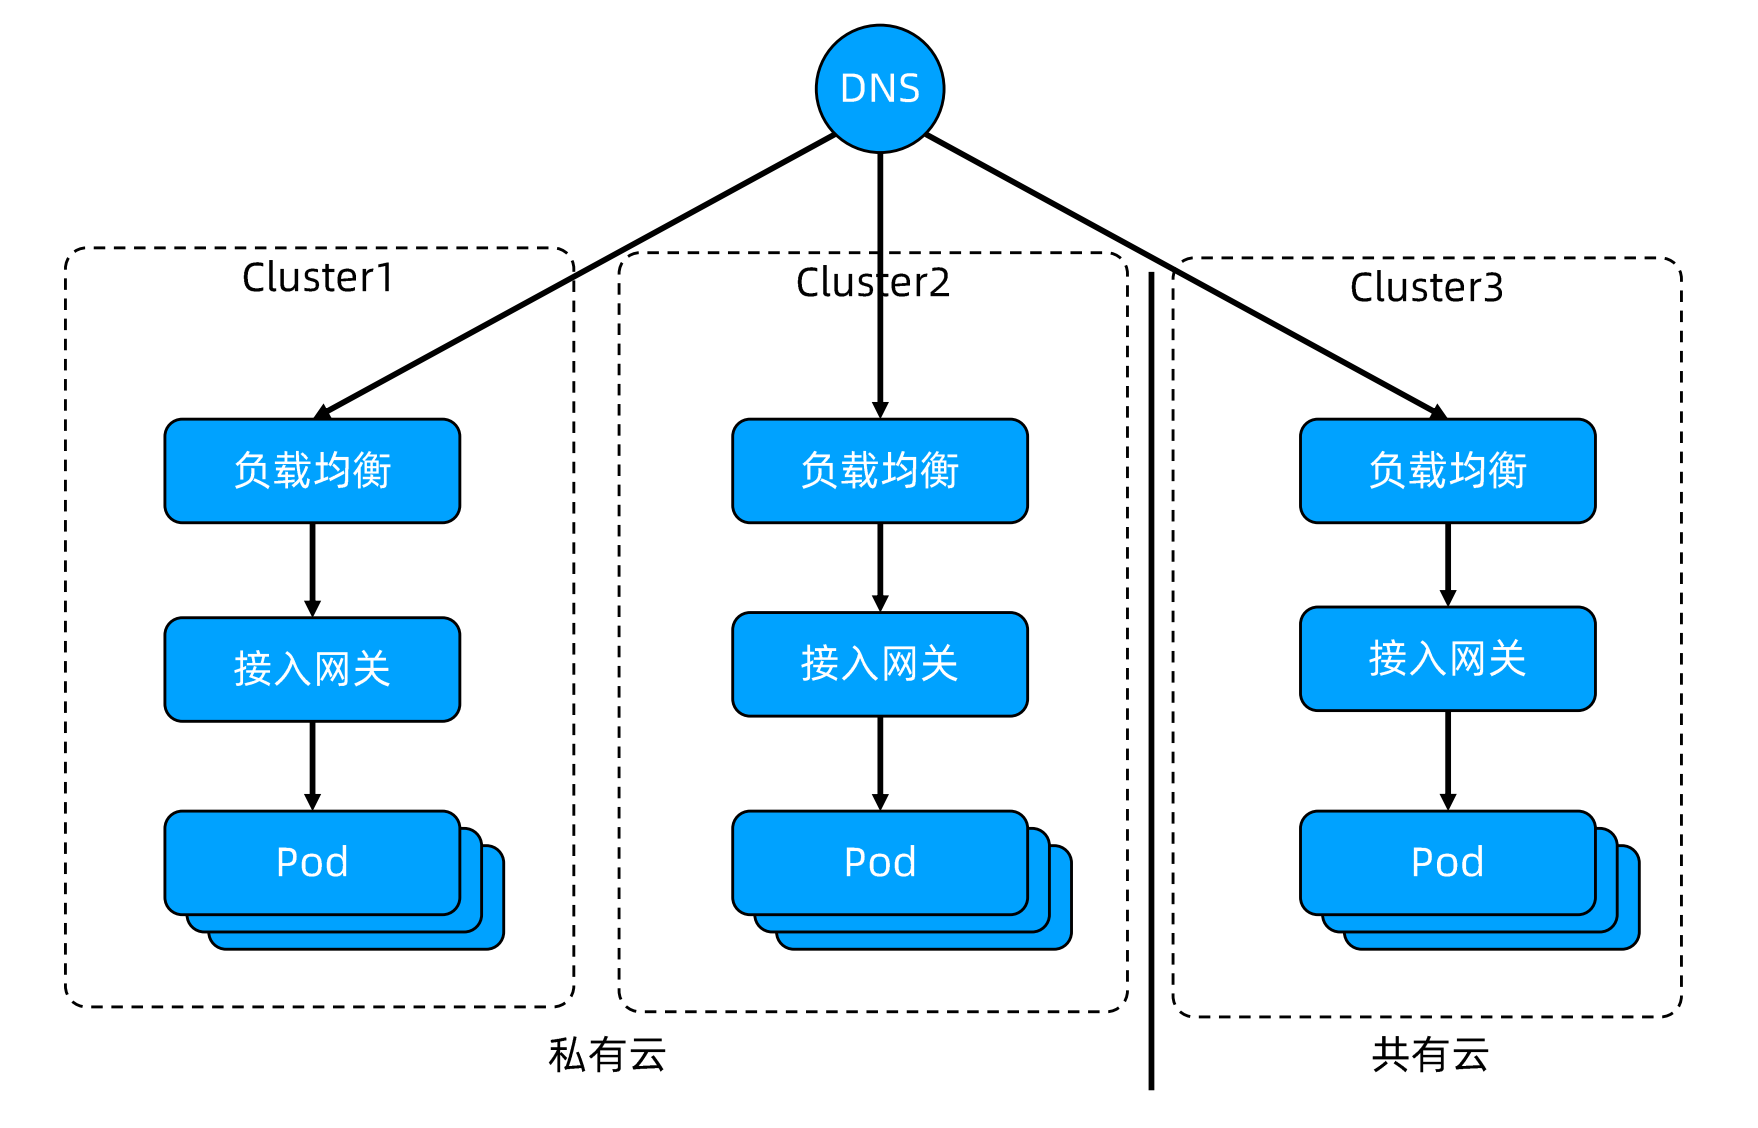 DNS
Cluster1
Cluster2
Cluster3
负载均衡
负载均衡
负载均衡
接入网关
接入网关
接入网关
Pod
Pod
Pod
私有云
共有云